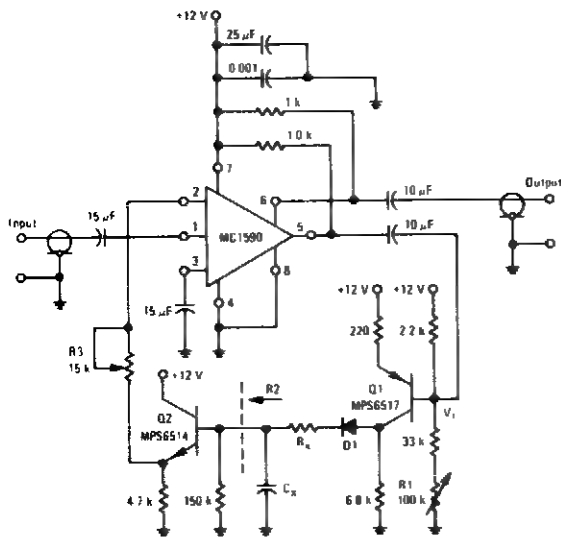 +12 V
25 µF
0.001
1 k
1.0 k
7
2
6
10 µF
Output
Input
15 µF
1
MC1590
5
10 µF
3
8
15 µF
4
+12 V
+12 V
R3
15 k
+12 V
220
2.2 k
R2
Q1
MPS6517
Q2
MPS6514
Rx
D1
V1
33 k
4.7 k
150 k
Cx
6.8 k
R1
100 k